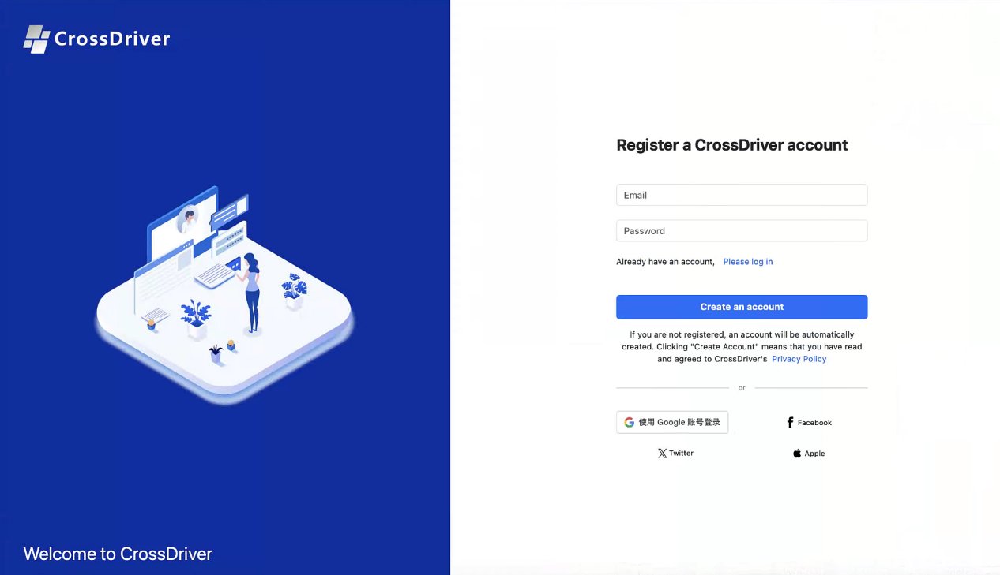 CrossDriver
Register a CrossDriver account
Email
Password
Already have an account, Please log in
Create an account
If you are not registered, an account will be automatically
created. Clicking "Create Account" means that you have read
and agreed to CrossDriver's Privacy Policy
or
使用 Google 账号登录
Facebook
Twitter
Apple
Welcome to CrossDriver